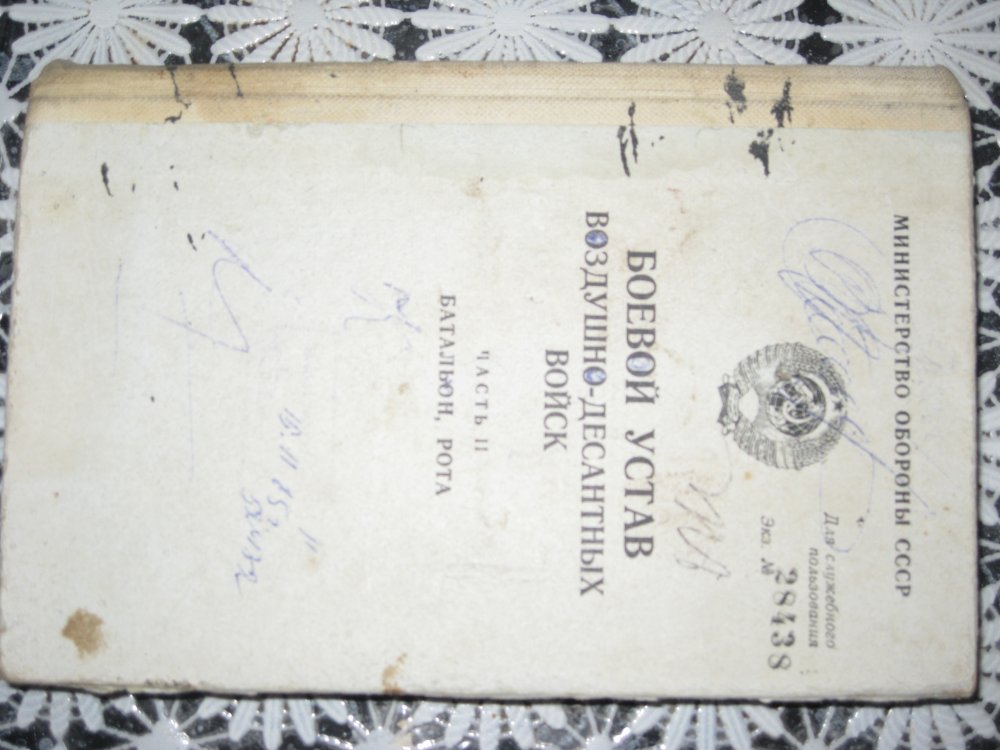 МИНИСТЕРСТВО ОБОРОНЫ СССР
Для служебного
пользования
Экз. № 28438
БОЕВОЙ УСТАВ
ВОЗДУШНО-ДЕСАНТНЫХ
ВОЙСК
ЧАСТЬ II
БАТАЛЬОН, РОТА